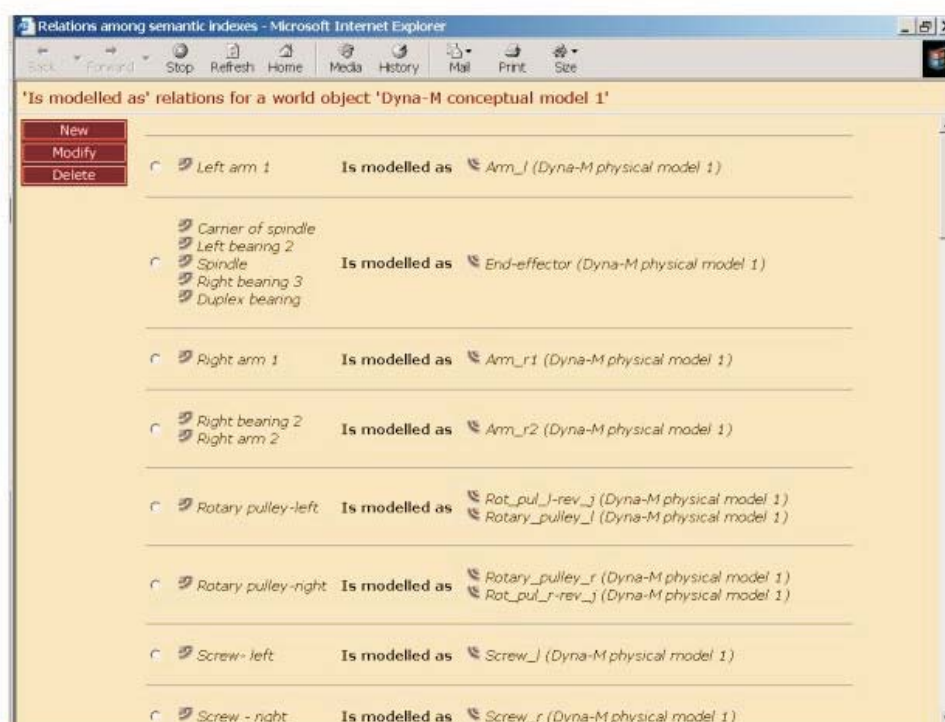 Relations among semantic indexes - Microsoft Internet Explorer
Back Forward Stop Refresh Home Media History Mail Print Size
'Is modelled as' relations for a world object 'Dyna-M conceptual model 1'
New
Modify
Delete
Left arm 1 Is modelled as Arm_l (Dyna-M physical model 1)
Carrier of spindle
Left bearing 2
Spindle Is modelled as End-effector (Dyna-M physical model 1)
Right bearing 3
Duplex bearing
Right arm 1 Is modelled as Arm_r1 (Dyna-M physical model 1)
Right bearing 2
Right arm 2 Is modelled as Arm_r2 (Dyna-M physical model 1)
Rotary pulley-left Is modelled as Rot_pul_l-rev_j (Dyna-M physical model 1)
Rotary_pulley_l (Dyna-M physical model 1)
Rotary pulley-right Is modelled as Rotary_pulley_r (Dyna-M physical model 1)
Rot_pul_r-rev_j (Dyna-M physical model 1)
Screw- left Is modelled as Screw_l (Dyna-M physical model 1)
Screw - right Is modelled as Screw_r (Dyna-M physical model 1)